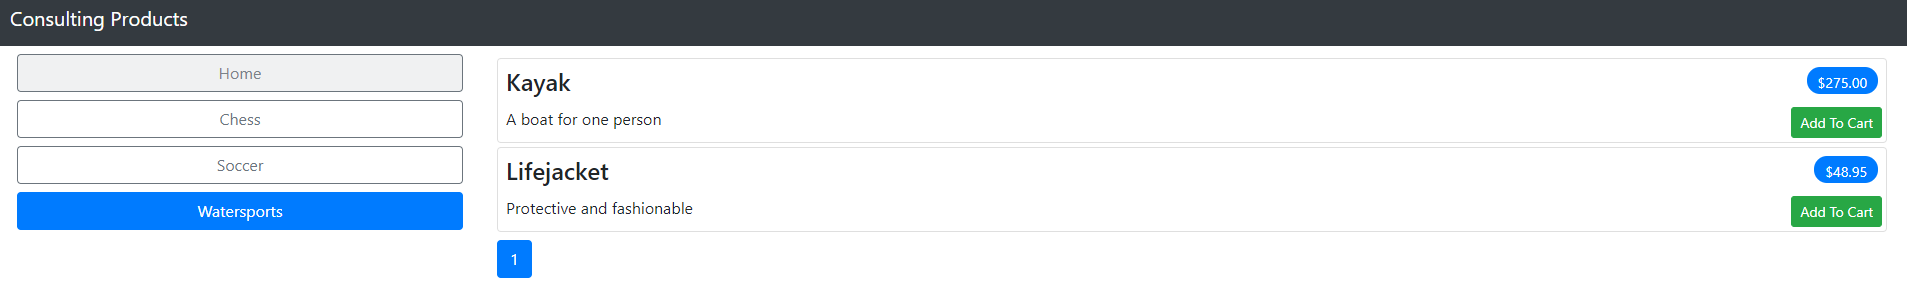 Consulting Products
Home
Chess
Soccer
Watersports
Kayak
$275.00
A boat for one person
Add To Cart
Lifejacket
$48.95
Protective and fashionable
Add To Cart
1